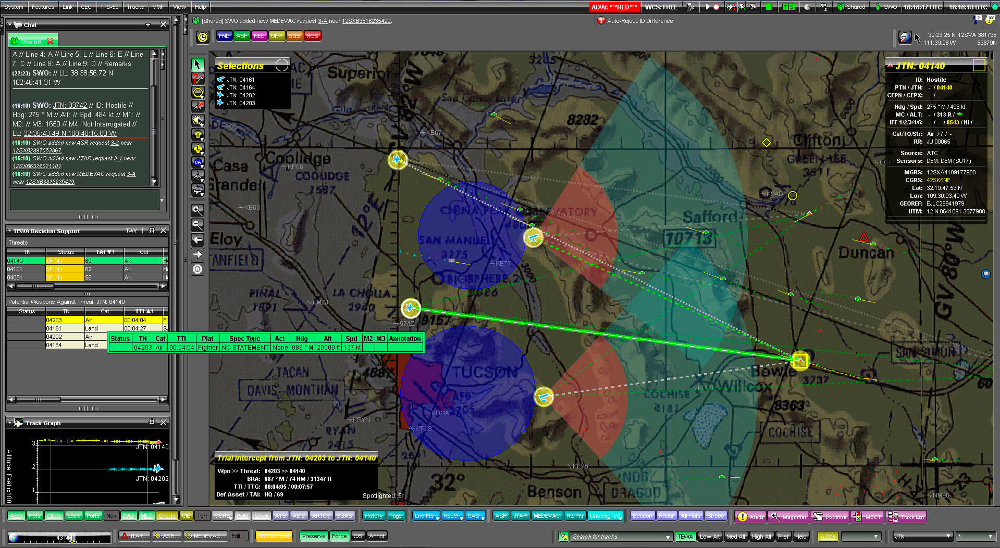 System Features Link CEC TPS-59 Tracks VMF View Help
ADW: ***RED*** WCS: FREE T S Shared SWO 16:46:47 UTC 16:46:48 UTC
[Shared] SWO added new MEDEVAC request 3-A near 12SXB3818235429.
Auto-Reject: ID Difference
2 100
FND ASF NEU UNK SUS HOS
32:23:25 N 12SVA 38173E
111:39:26 W 83879N
Chat
Shared
A // Line 4: A // Line 5: L // Line 6: E // Line
7: C // Line 8: A // Line 9: D // Remarks:
(22:23) SWO: // LL: 38:38:56.72 N
102:46:41.31 W
(16:10) SWO: JTN: 03742 // ID: Hostile //
Hdg: 275 ° M // Alt: // Spd: 484 kt // M1: //
M2: // M3: 1650 // M4: Not Interrogated //
LL: 32:35:43.49 N 108:48:15.88 W
(16:10) SWO added new ASR request 3-2 near
12SXB2897053867.
(16:10) SWO added new JTAR request 3-1 near
12SXB6326021101.
(16:10) SWO added new MEDEVAC request 3-A
near 12SXB3818235429.
TEWA Decision Support T-W
Threats
TN Status TAI ▼1 Cat
04140 SF (4) 69 Air H
04101 SF (4) 62 Air H
04051 SF (4) 58 Air H
Potential Weapons Against Threat: JTN: 04140
Status TN Cat TTI ▲1
04203 Air 00:04:04 Fi
04161 Land 00:04:27 S
04202 Air
04164 Land
Status TN Cat TTI Plat Spec Type Act Hdg Alt Spd M2 M3 Annotation
04203 Air 00:04:04 Fighter NO STATEMENT None 086 ° M 20000 ft 137 kt
Track Graph
Altitude: Feet (x100
3
2
1
JTN: 04140
JTN: 04203
DA
Selections
JTN: 04161
JTN: 04164
JTN: 04202
JTN: 04203
JTN: 04140
ID: Hostile
PTN / JTN: - / 04140
CEPN / CEPX: - / -
Hdg / Spd: 275 ° M / 496 kt
MC / ALT: - / 313 R /
IFF 1/2/3/4/5: - / - / 0543 / NI / -
Cat/TQ/Str: Air / 7 / -
RR: JU 00065
Source: ATC
Sensors: DEM: DEM (SU17)
MGRS: 12SXA4109177988
CGRS: 42SK6NE
Lat: 32:19:47.53 N
Lon: 109:30:03.40 W
GEOREF: EJLC29941979
UTM: 12 N 0641091 3577988
Superior
3205
8282
KE67
Clifton
Coolidge
KP08
COOLIDGE
1587
Casa
Grande
KE60
KSAD
Safford
10716
Duncan
Eloy
ANFIELD
SAN MANUEL
3275
KE77
BIOSPHERE 2
PINAL
LA CHOLLA
2940
KMZJ
9157
57AZ
4687
TACAN
DAVIS MONTHAN
TUCSON
AFB
KDMA
KTUS
KRYN
RYAN
SAN SIMON
Bowie
3737
Willc
KP33
COCHISE
4181
8363
COCHISE
GV 80° W
KE95
32°
NDB
DRAGOO
Benson
NM90
Trial Intercept from JTN: 04203 to JTN: 04140
Wpn >> Threat: 04203 >> 04140
BRA: 087 ° M / 74 NM / 31347 ft
TTI / TTG: 00:04:05 / 00:07:57
Def Asset / TAI: HQ / 69
Spotlighted: 5
Apts Hpts Cities Locs Ports Nav DAs MEZ Charts CIB Terr MGRS PolB SovB ATS ADIZ ARTCC SUAS History Tags Lnd Pts HELO CAS ASR JTAR MEDEVAC RZ Pts Unassigned Beacon Radar All Plots Strobe Alerts Magnifier Doctrine MSCT Track List
43 NM JTAR... ASR... MEDEVAC... Edit... JTCW Import Preserve Force C/S Annot Search for tracks TEWA Low Alt Med Alt High Alt Pref Helo ACMs JTN *